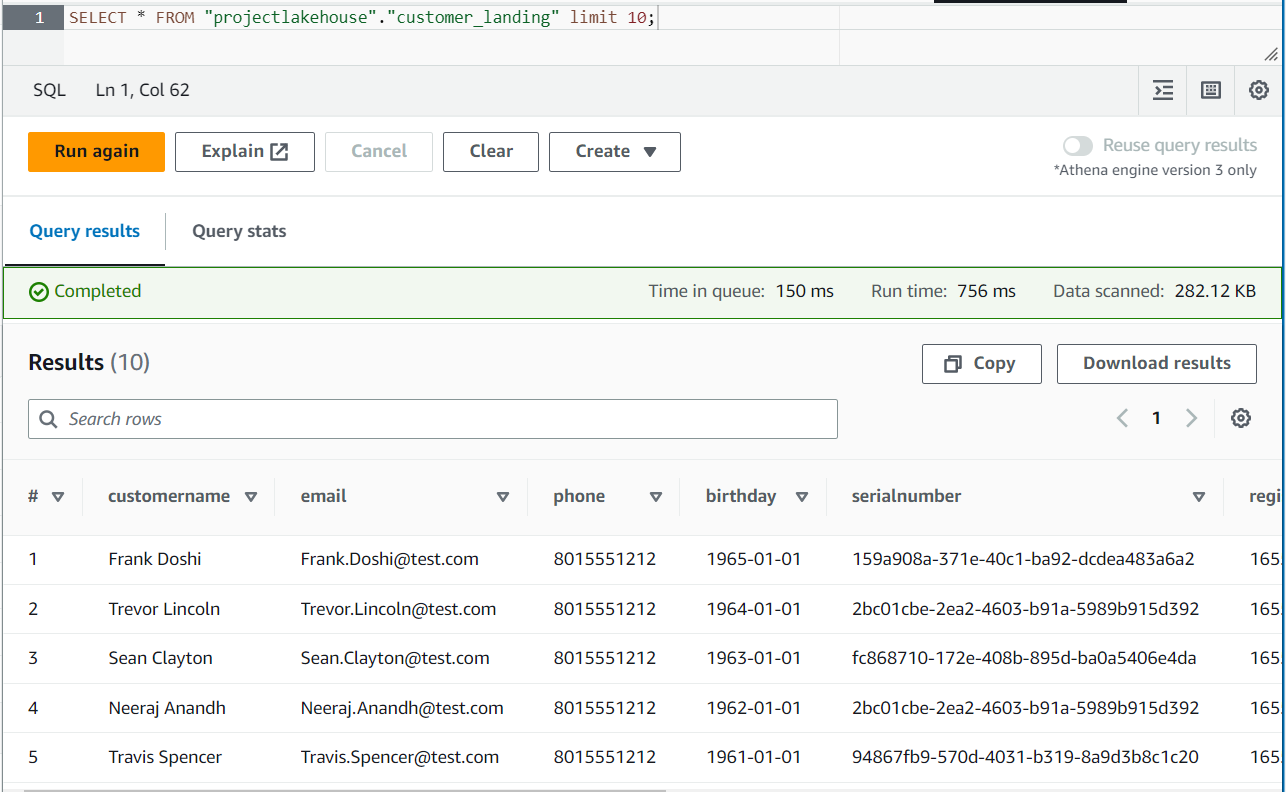 1 SELECT * FROM "projectlakehouse"."customer_landing" limit 10;
SQL Ln 1, Col 62
Run again Explain Cancel Clear Create Reuse query results
*Athena engine version 3 only
Query results Query stats
Completed Time in queue: 150 ms Run time: 756 ms Data scanned: 282.12 KB
Results (10) Copy Download results
Search rows 1
# customername email phone birthday serialnumber regi
1 Frank Doshi Frank.Doshi@test.com 8015551212 1965-01-01 159a908a-371e-40c1-ba92-dcdea483a6a2 165.
2 Trevor Lincoln Trevor.Lincoln@test.com 8015551212 1964-01-01 2bc01cbe-2ea2-4603-b91a-5989b915d392 165.
3 Sean Clayton Sean.Clayton@test.com 8015551212 1963-01-01 fc868710-172e-408b-895d-ba0a5406e4da 165.
4 Neeraj Anandh Neeraj.Anandh@test.com 8015551212 1962-01-01 2bc01cbe-2ea2-4603-b91a-5989b915d392 165.
5 Travis Spencer Travis.Spencer@test.com 8015551212 1961-01-01 94867fb9-570d-4031-b319-8a9d3b8c1c20 165.